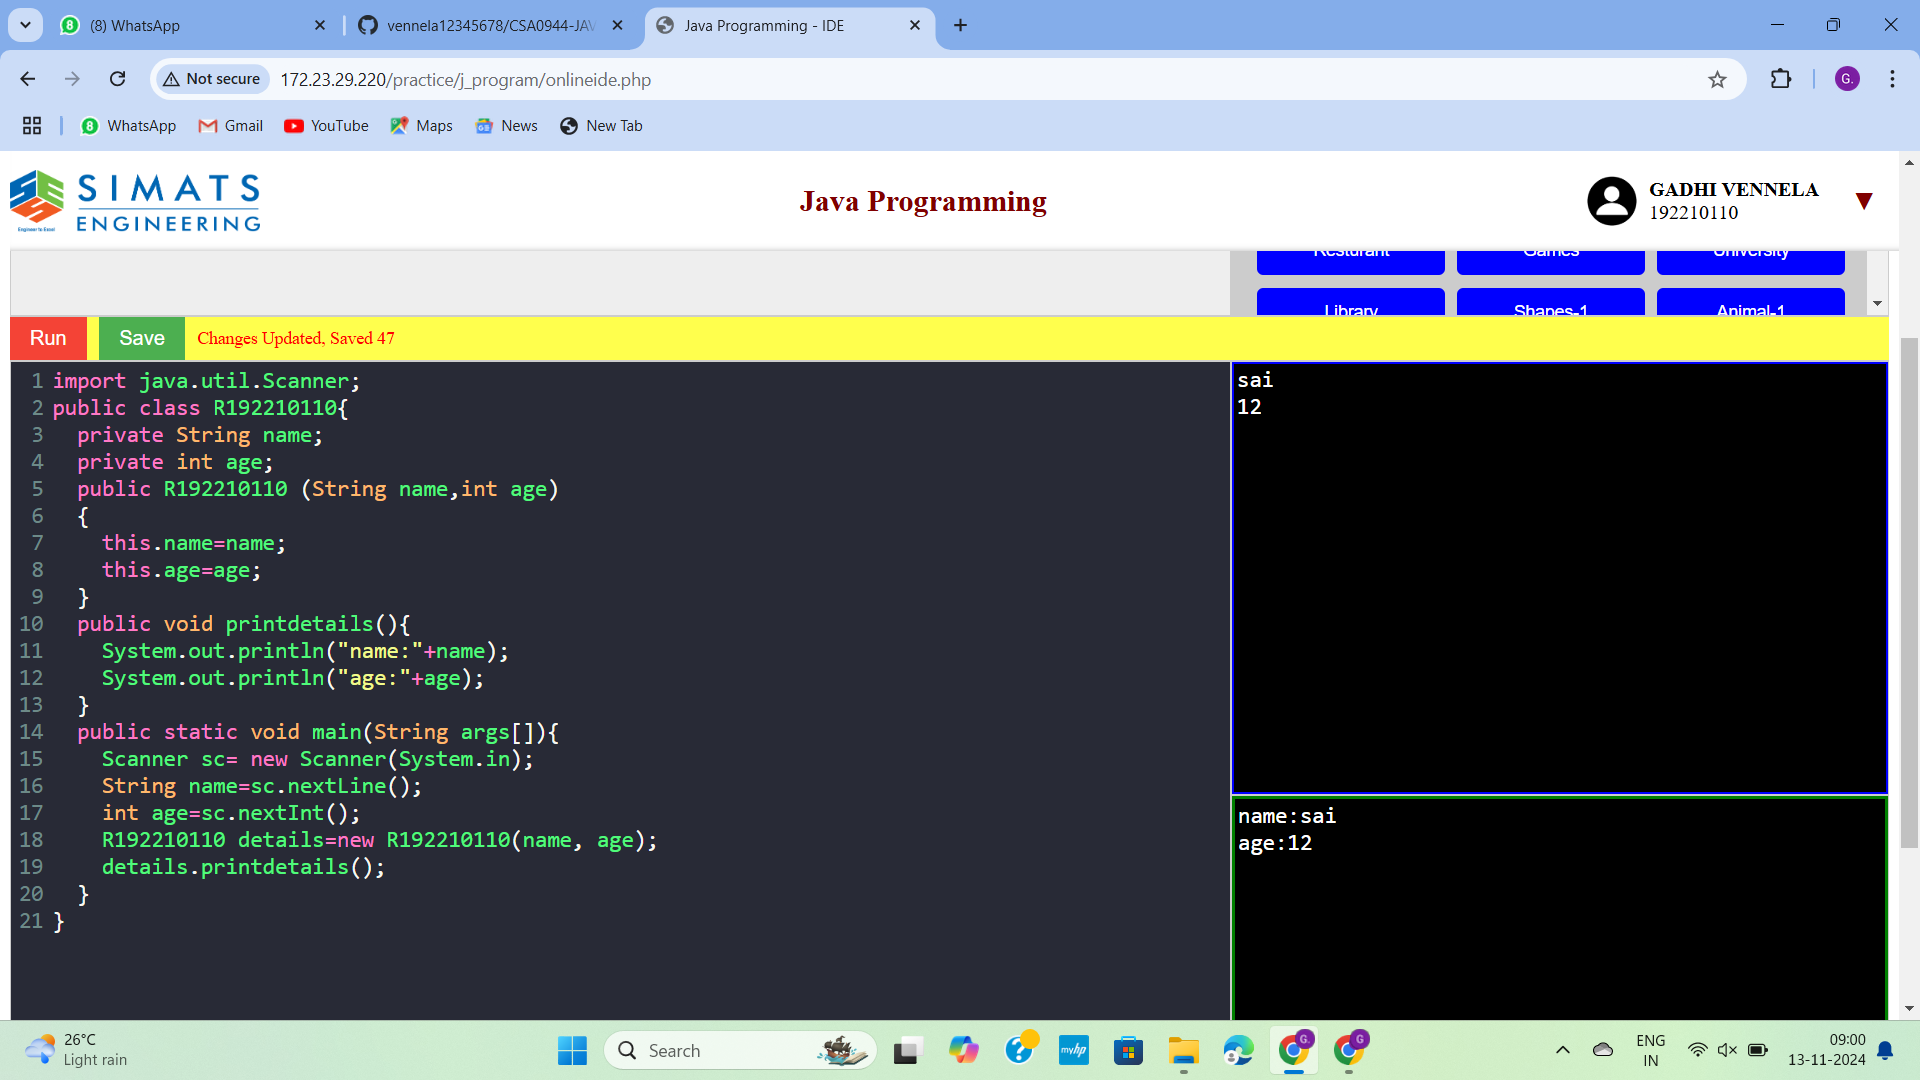 (8) WhatsApp
vennela12345678/CSA0944-JAV
Java Programming - IDE
Not secure
172.23.29.220/practice/j_program/onlineide.php
G.
WhatsApp
Gmail
YouTube
Maps
News
New Tab
SIMATS
ENGINEERING
Engineer to Excel
Java Programming
GADHI VENNELA
192210110
Resturant
Games
University
Library
Shapes-1
Animal-1
Run
Save
Changes Updated, Saved 47
1 import java.util.Scanner;
2 public class R192210110{
3 private String name;
4 private int age;
5 public R192210110 (String name,int age)
6 {
7 this.name=name;
8 this.age=age;
9 }
10 public void printdetails(){
11 System.out.println("name:"+name);
12 System.out.println("age:"+age);
13 }
14 public static void main(String args[]){
15 Scanner sc= new Scanner(System.in);
16 String name=sc.nextLine();
17 int age=sc.nextInt();
18 R192210110 details=new R192210110(name, age);
19 details.printdetails();
20 }
21 }
sai
12
name:sai
age:12
26°C
Light rain
Search
myhp
G.
G
ENG
IN
09:00
13-11-2024